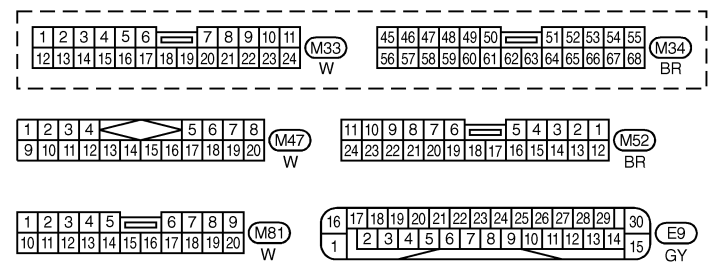 1 2 3 4 5 6 7 8 9 10 11
12 13 14 15 16 17 18 19 20 21 22 23 24
M33
W
45 46 47 48 49 50 51 52 53 54 55
56 57 58 59 60 61 62 63 64 65 66 67 68
M34
BR
1 2 3 4 5 6 7 8
9 10 11 12 13 14 15 16 17 18 19 20
M47
W
11 10 9 8 7 6 5 4 3 2 1
24 23 22 21 20 19 18 17 16 15 14 13 12
M52
BR
1 2 3 4 5 6 7 8 9
10 11 12 13 14 15 16 17 18 19 20
M81
W
16 17 18 19 20 21 22 23 24 25 26 27 28 29 30
1 2 3 4 5 6 7 8 9 10 11 12 13 14 15
E9
GY